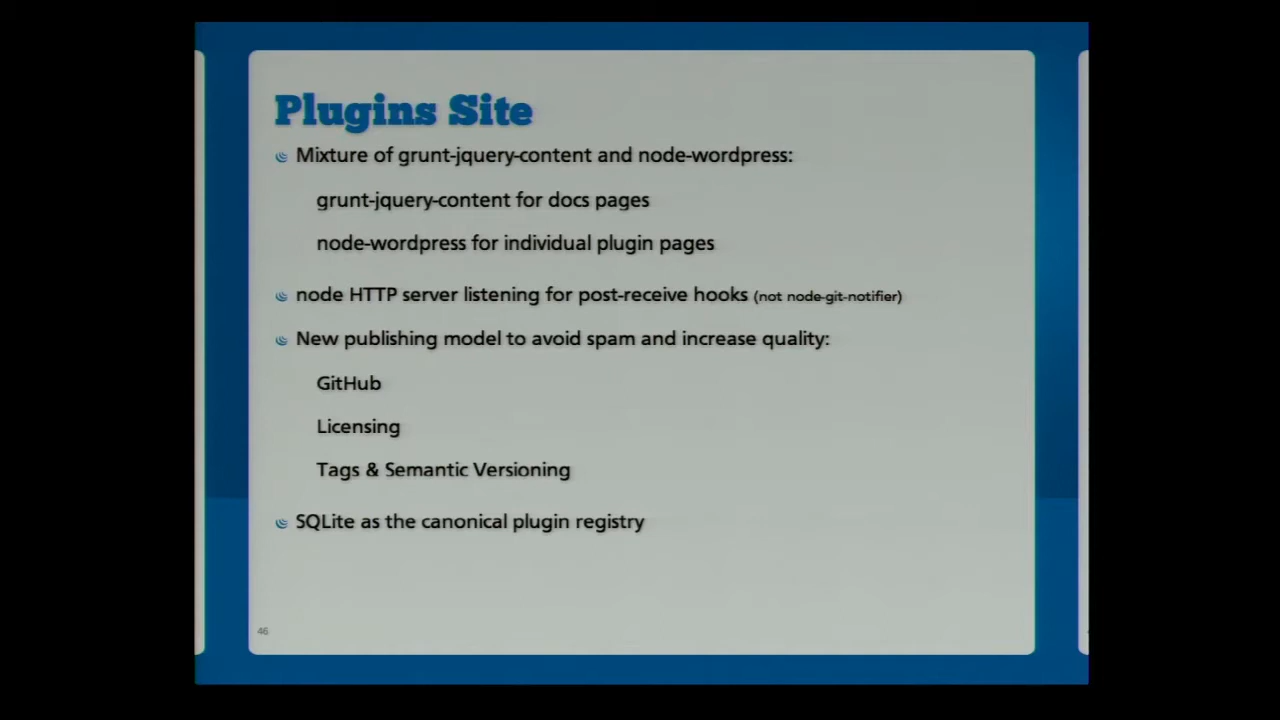 Plugins Site
Mixture of grunt-jquery-content and node-wordpress:
grunt-jquery-content for docs pages
node-wordpress for individual plugin pages
node HTTP server listening for post-receive hooks (not node-git-notifier)
New publishing model to avoid spam and increase quality:
GitHub
Licensing
Tags & Semantic Versioning
SQLite as the canonical plugin registry
46